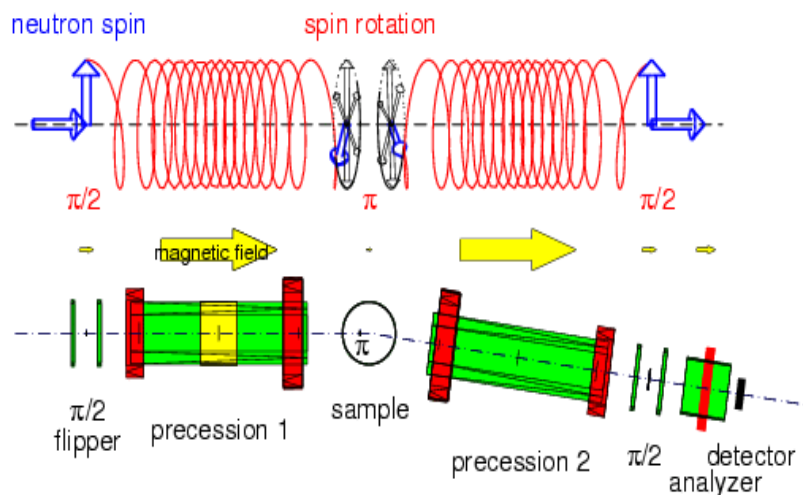 neutron spin
spin rotation
π/2
π
π/2
magnetic field
π
π/2
flipper
precession 1
sample
precession 2
π/2
detector
analyzer